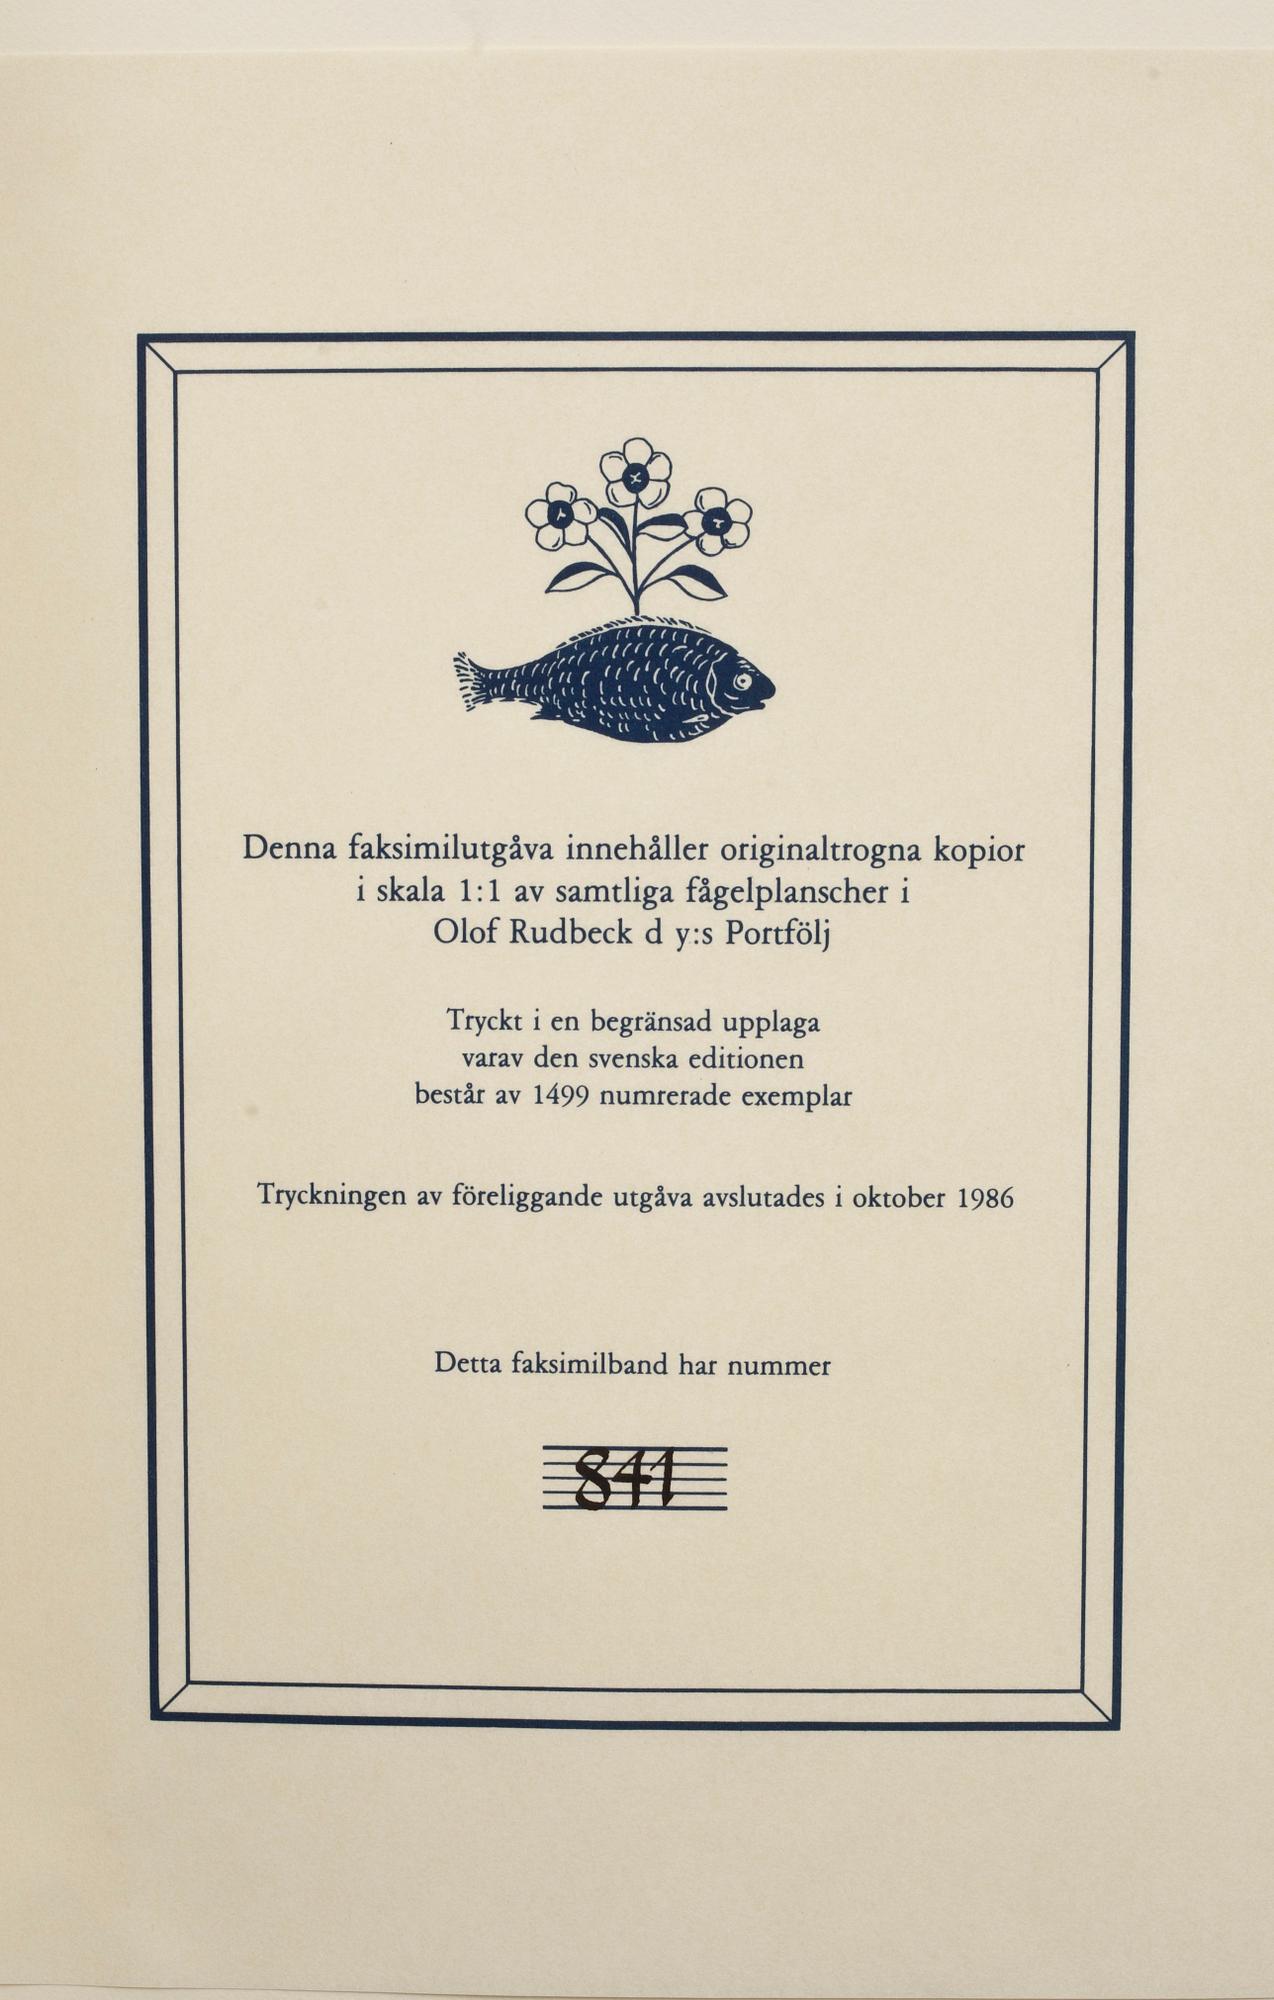 Denna faksimilutgåva innehåller originaltrogna kopior
i skala 1:1 av samtliga fågelplanscher i
Olof Rudbeck d y:s Portfölj
Tryckt i en begränsad upplaga
varav den svenska editionen
består av 1499 numrerade exemplar
Tryckningen av föreliggande utgåva avslutades i oktober 1986
Detta faksimilband har nummer
841